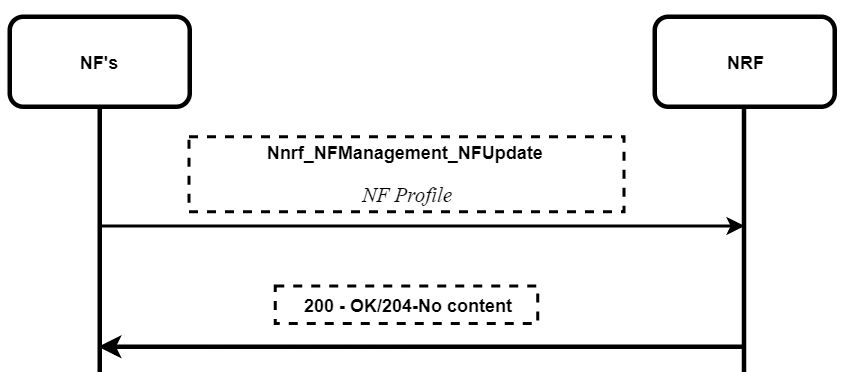 NF's
NRF
Nnrf_NFManagement_NFUpdate
NF Profile
200 - OK/204-No content